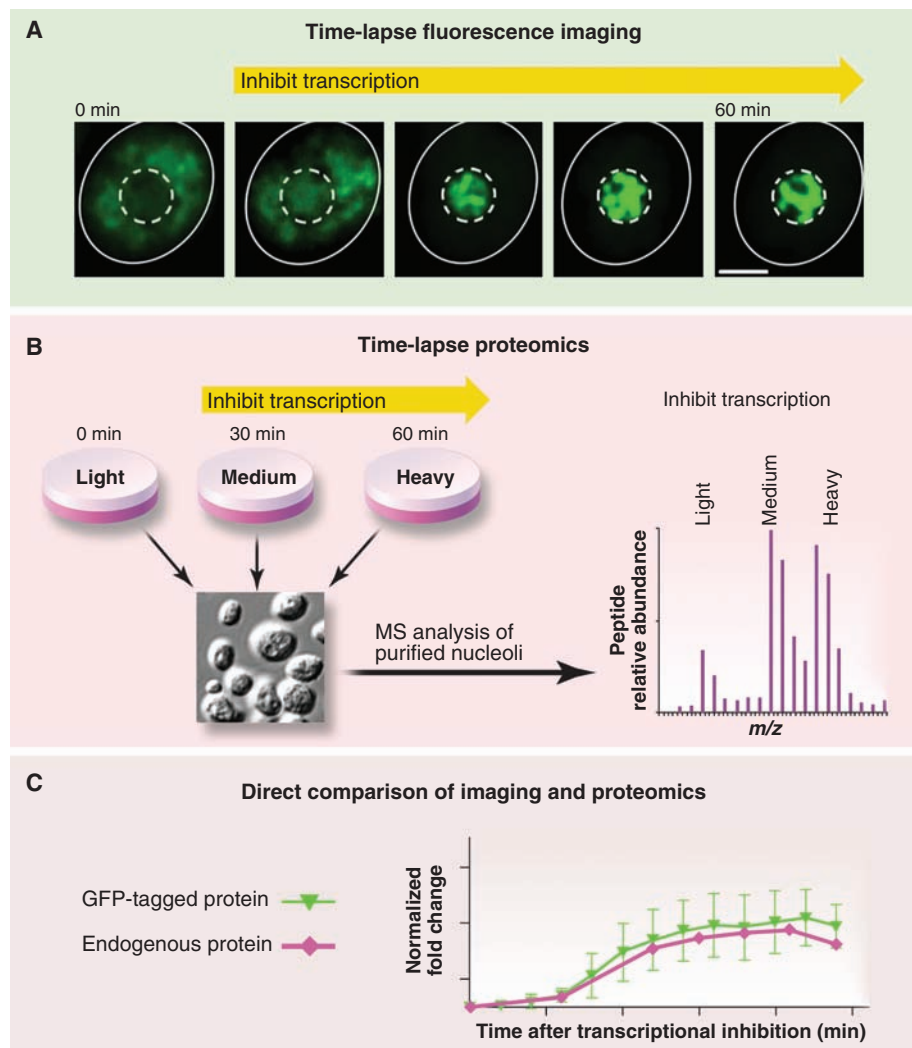 A
Time-lapse fluorescence imaging
Inhibit transcription
0 min
60 min
B
Time-lapse proteomics
Inhibit transcription
Inhibit transcription
0 min
30 min
60 min
Light
Medium
Heavy
Light
Medium
Heavy
MS analysis of
purified nucleoli
Peptide
relative abundance
m/z
C
Direct comparison of imaging and proteomics
GFP-tagged protein
Endogenous protein
Normalized
fold change
Time after transcriptional inhibition (min)